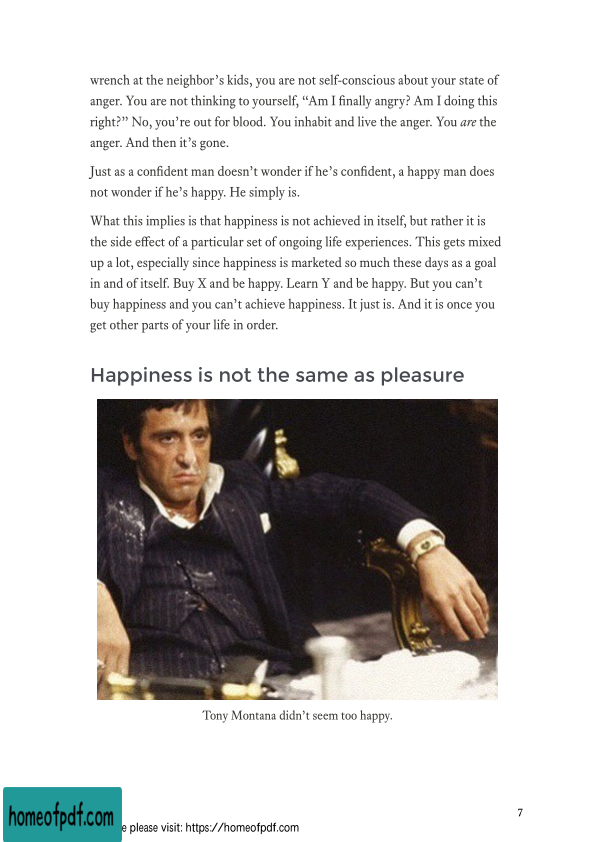 wrench at the neighbor’s kids, you are not self-conscious about your state of
anger. You are not thinking to yourself, “Am I finally angry? Am I doing this
right?” No, you’re out for blood. You inhabit and live the anger. You are the
anger. And then it’s gone.
Just as a confident man doesn’t wonder if he’s confident, a happy man does
not wonder if he’s happy. He simply is.
What this implies is that happiness is not achieved in itself, but rather it is
the side effect of a particular set of ongoing life experiences. This gets mixed
up a lot, especially since happiness is marketed so much these days as a goal
in and of itself. Buy X and be happy. Learn Y and be happy. But you can’t
buy happiness and you can’t achieve happiness. It just is. And it is once you
get other parts of your life in order.
Happiness is not the same as pleasure
Tony Montana didn’t seem too happy.
7
homeofpdf.com
e please visit: https://homeofpdf.com